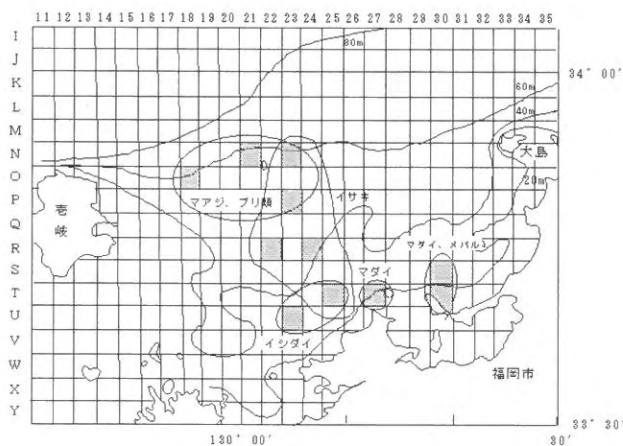 11 12 13 14 15 16 17 18 19 20 21 22 23 24 25 26 27 28 29 30 31 32 33 34 35
I
80m
J
34° 00′
K
60m
L
40m
M
N
大島
O
20m
P
マアジ、ブリ類
イサキ
壱
岐
Q
R
マダイ、メバル
S
マダイ
T
U
イシダイ
V
W
福岡市
X
Y
33° 30′
130° 00′
30′